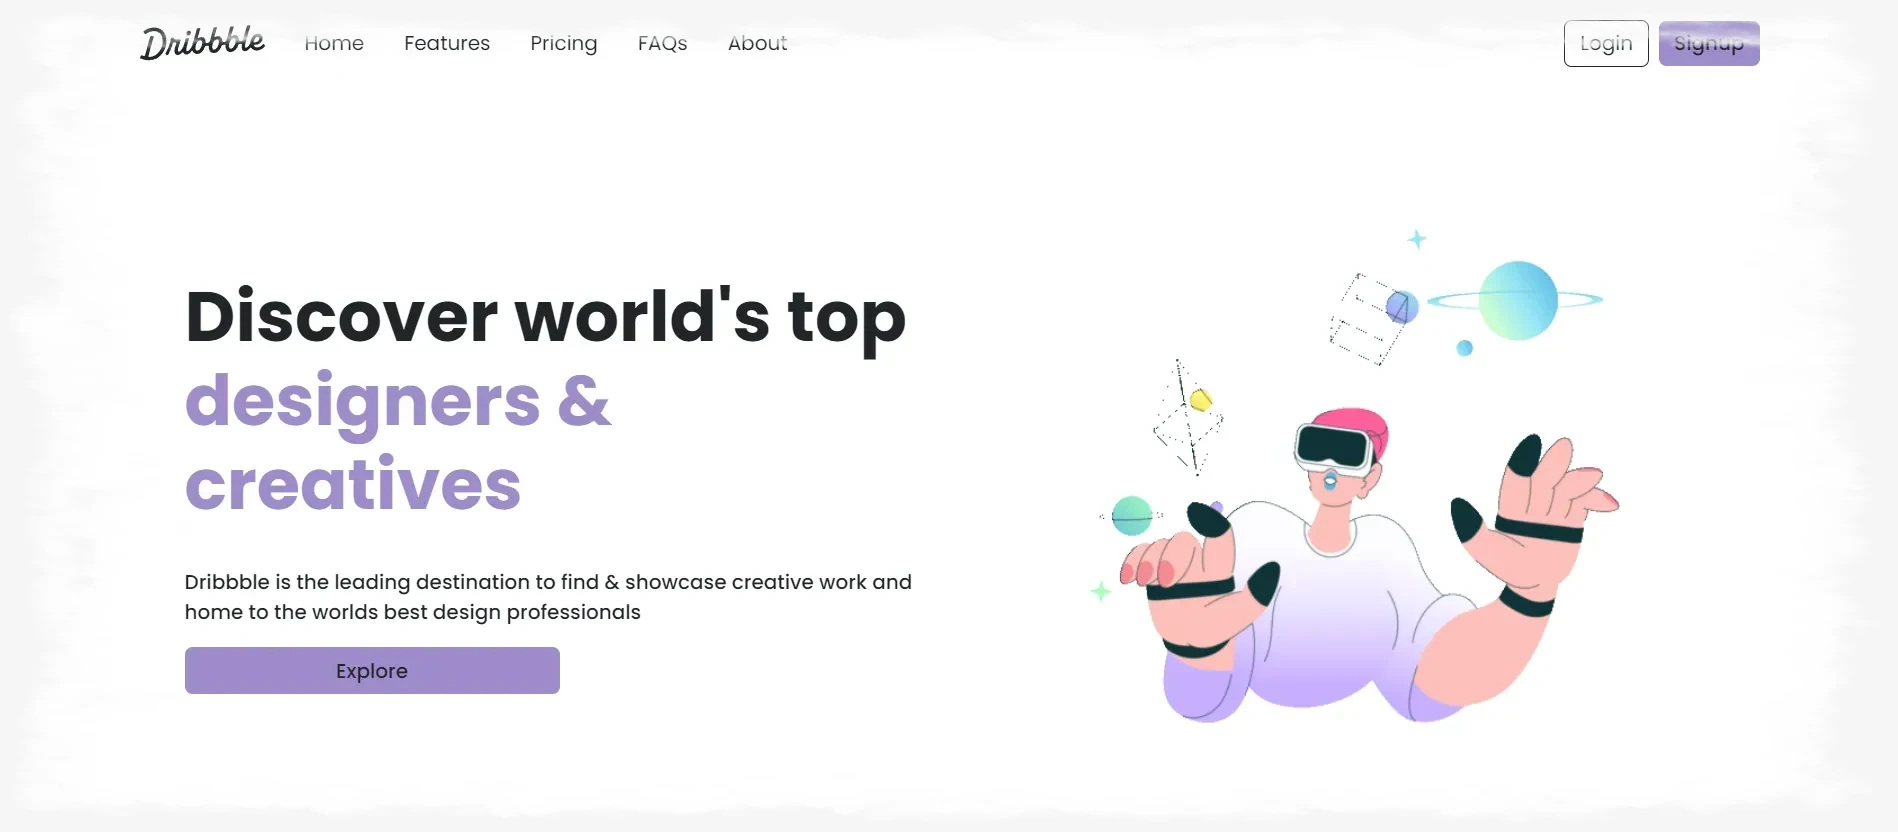 Dribbble Home Features Pricing FAQs About Login Signup
Discover world's top
designers &
creatives
Dribbble is the leading destination to find & showcase creative work and
home to the worlds best design professionals
Explore